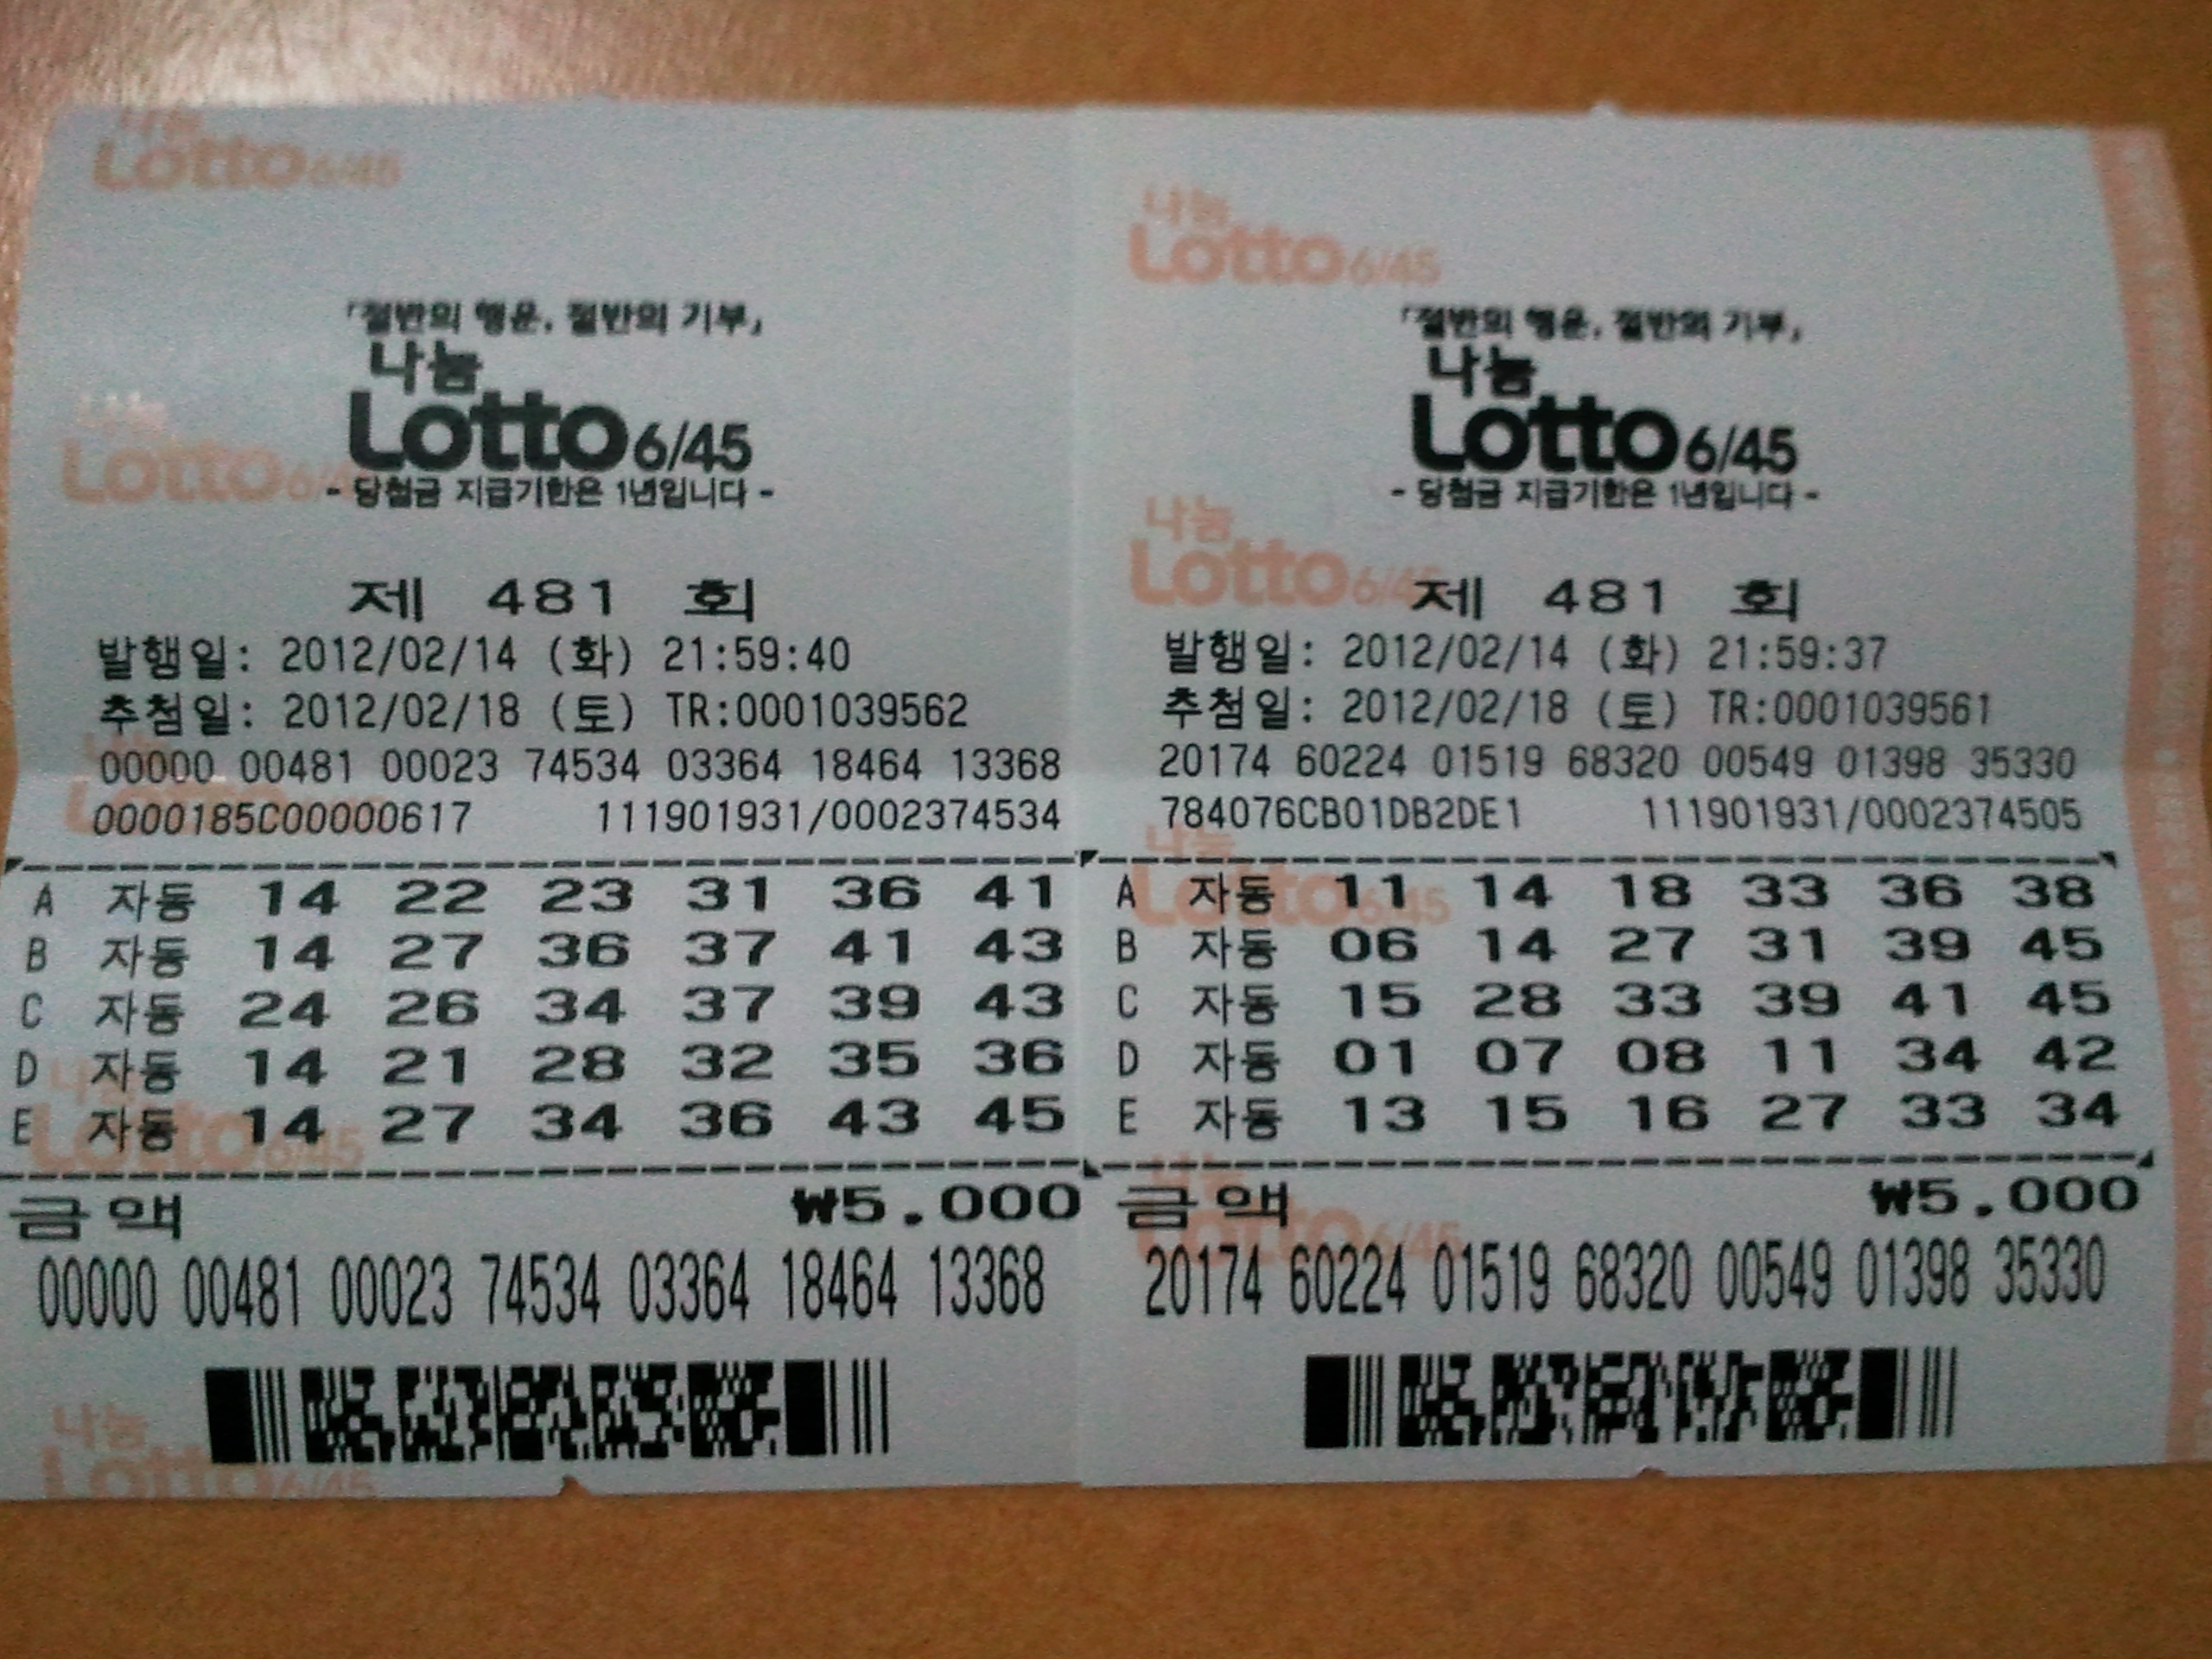 나눔
Lotto 6/45
「절반의 행운, 절반의 기부」
나눔
Lotto 6/45
- 당첨금 지급기한은 1년입니다 -
제 481 회
발행일: 2012/02/14 (화) 21:59:40
추첨일: 2012/02/18 (토) TR:0001039562
00000 00481 00023 74534 03364 18464 13368
0000185C00000617 111901931/0002374534
A 자동 14 22 23 31 36 41
B 자동 14 27 36 37 41 43
C 자동 24 26 34 37 39 43
D 자동 14 21 28 32 35 36
E 자동 14 27 34 36 43 45
금액 ₩5.000
00000 00481 00023 74534 03364 18464 13368
나눔
Lotto 6/45
「절반의 행운, 절반의 기부」
나눔
Lotto 6/45
- 당첨금 지급기한은 1년입니다 -
제 481 회
발행일: 2012/02/14 (화) 21:59:37
추첨일: 2012/02/18 (토) TR:0001039561
20174 60224 01519 68320 00549 01398 35330
784076CB01DB2DE1 111901931/0002374505
A 자동 11 14 18 33 36 38
B 자동 06 14 27 31 39 45
C 자동 15 28 33 39 41 45
D 자동 01 07 08 11 34 42
E 자동 13 15 16 27 33 34
금액 ₩5.000
20174 60224 01519 68320 00549 01398 35330